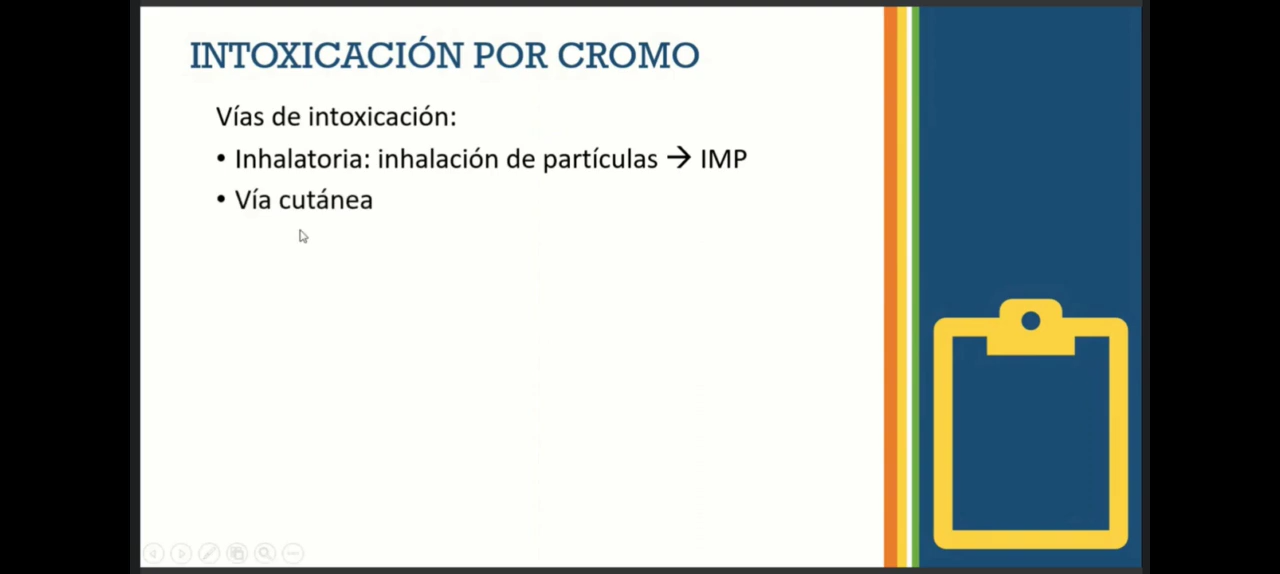 INTOXICACIÓN POR CROMO
Vías de intoxicación:
• Inhalatoria: inhalación de partículas → IMP
• Vía cutánea